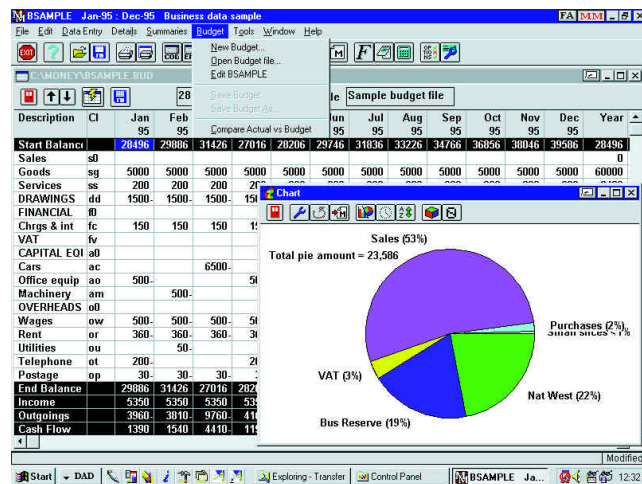 BSAMPLE Jan-95 : Dec-95 Business data sample FA MM
File Edit Data Entry Details Summaries Budget Tools Window Help
EXIT
New Budget...
Open Budget file...
Edit BSAMPLE
Save Budget
Save Budget As...
Compare Actual vs Budget
C:\MONEY\BSAMPLE.BUD
28 le Sample budget file
Description Cl Jan Feb Jun Jul Aug Sep Oct Nov Dec Year
95 95 95 95 95 95 95 95 95 95
Start Balance 28496 29886 31426 27016 28206 29746 31836 33226 34766 36856 38046 39586 28496
Sales s0 0
Goods sg 5000 5000 5000 5000 5000 5000 5000 5000 5000 5000 5000 5000 60000
Services ss 200 200 200
DRAWINGS dd 1500- 1500- 1500-
FINANCIAL f0
Chrgs & int fc 150 150 150
VAT fv
CAPITAL EQI a0
Cars ac 6500-
Office equip ao 500-
Machinery am 500-
OVERHEADS o0
Wages ow 500- 500- 500-
Rent or 360- 360- 360-
Utilities ou 50-
Telephone ot 200-
Postage op 30- 30- 30-
End Balance 29886 31426 27016
Income 5350 5350 5350
Outgoings 3960- 3810- 9760-
Cash Flow 1390 1540 4410-
Chart
Sales (53%)
Total pie amount = 23,586
Purchases (2%)
Small slices < 1%
Nat West (22%)
VAT (3%)
Bus Reserve (19%)
Modified
Start DAD Exploring - Transfer Control Panel BSAMPLE Ja... 12:32